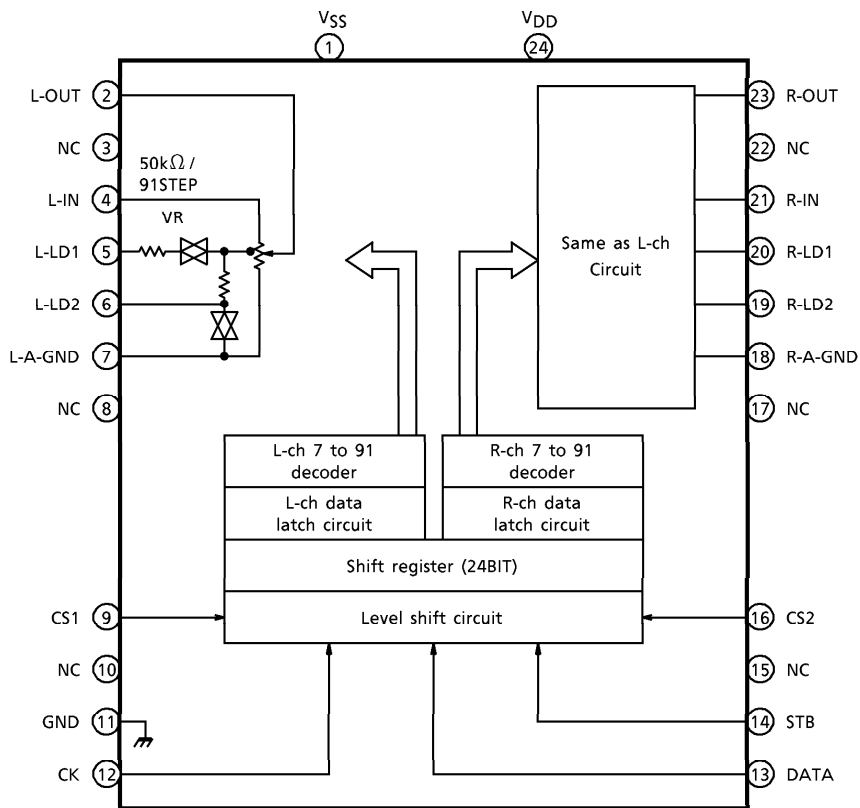 VSS
VDD
1
24
L-OUT 2
23 R-OUT
NC 3
22 NC
50kΩ /
91STEP
L-IN 4
21 R-IN
VR
L-LD1 5
20 R-LD1
Same as L-ch
Circuit
L-LD2 6
19 R-LD2
L-A-GND 7
18 R-A-GND
NC 8
17 NC
L-ch 7 to 91
decoder
R-ch 7 to 91
decoder
L-ch data
latch circuit
R-ch data
latch circuit
Shift register (24BIT)
Level shift circuit
CS1 9
16 CS2
NC 10
15 NC
GND 11
14 STB
CK 12
13 DATA